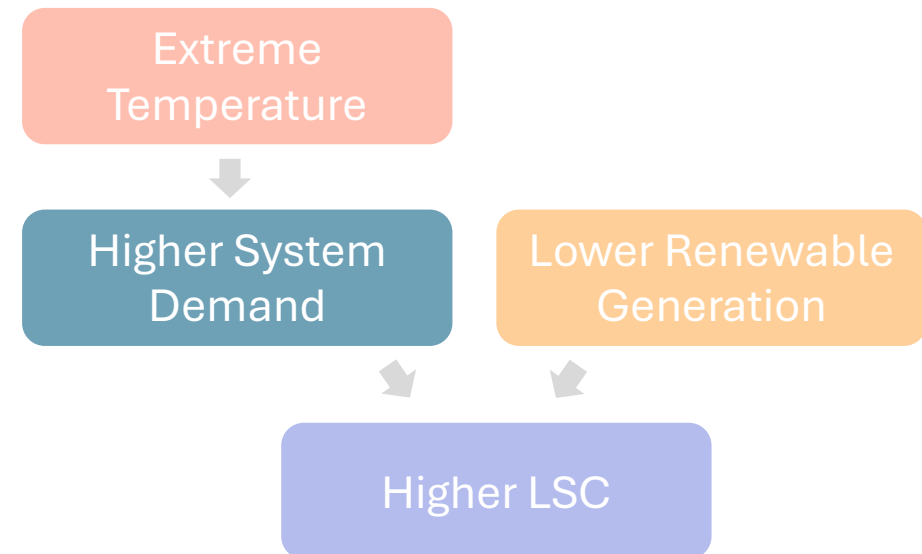 Extreme
Temperature
Higher System
Demand
Lower Renewable
Generation
Higher LSC